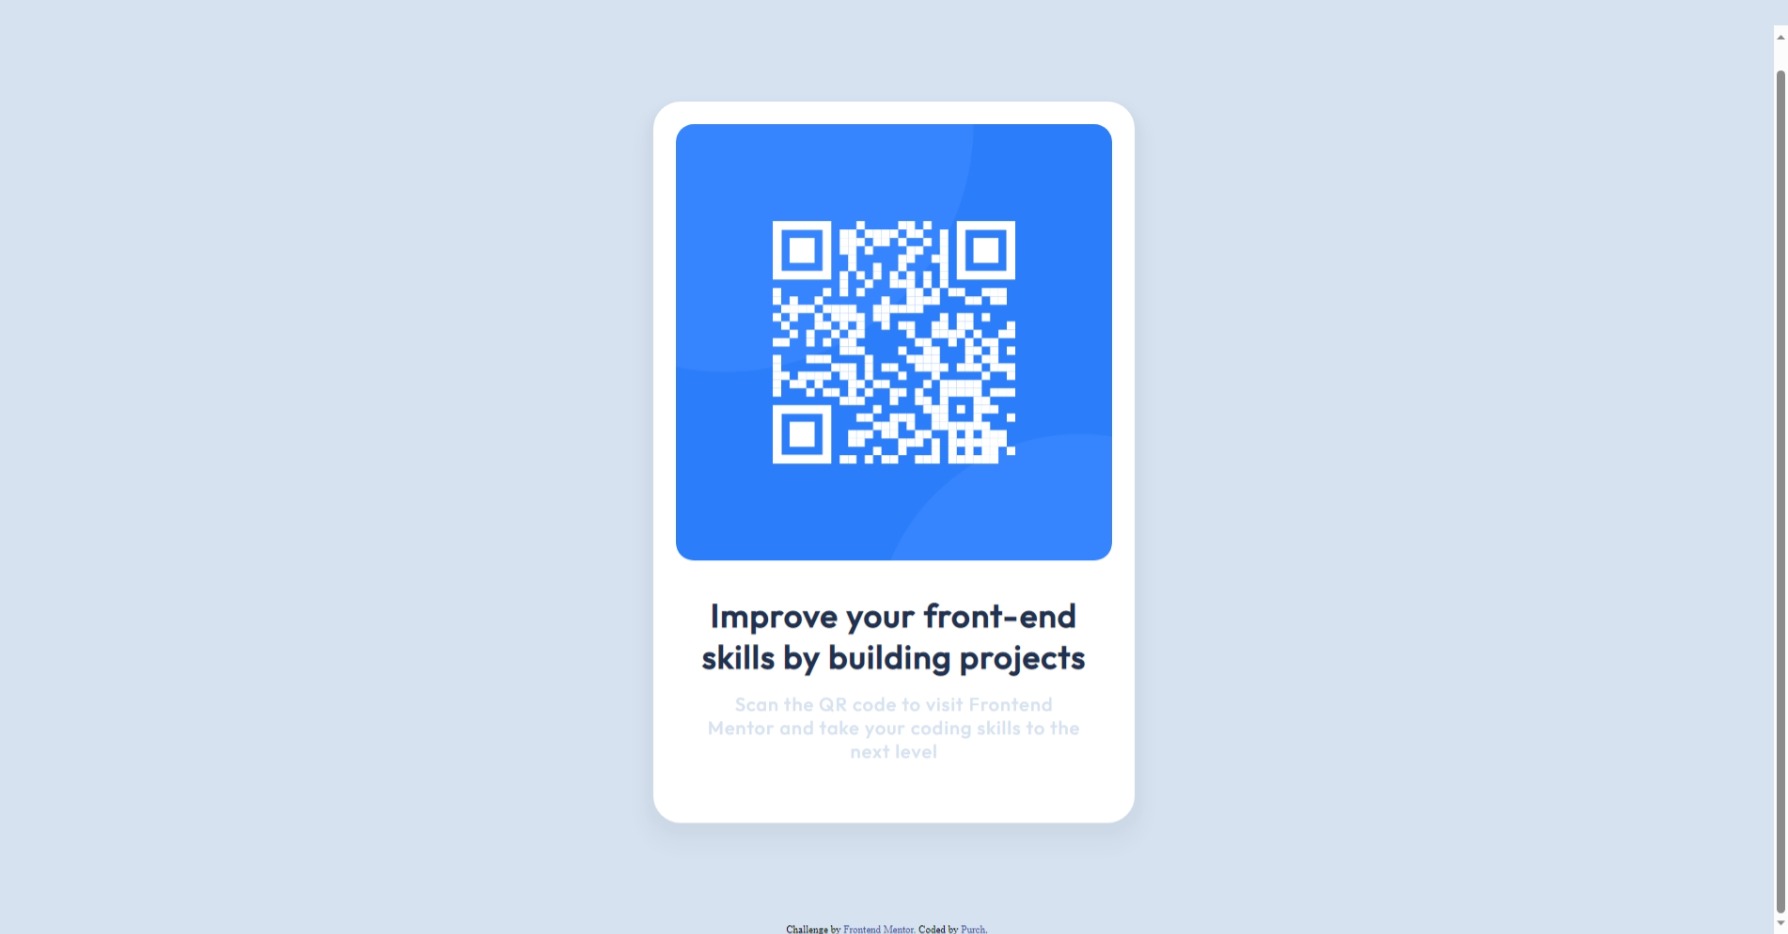 Improve your front-end
skills by building projects
Scan the QR code to visit Frontend
Mentor and take your coding skills to the
next level
Challenge by Frontend Mentor. Coded by Purch.